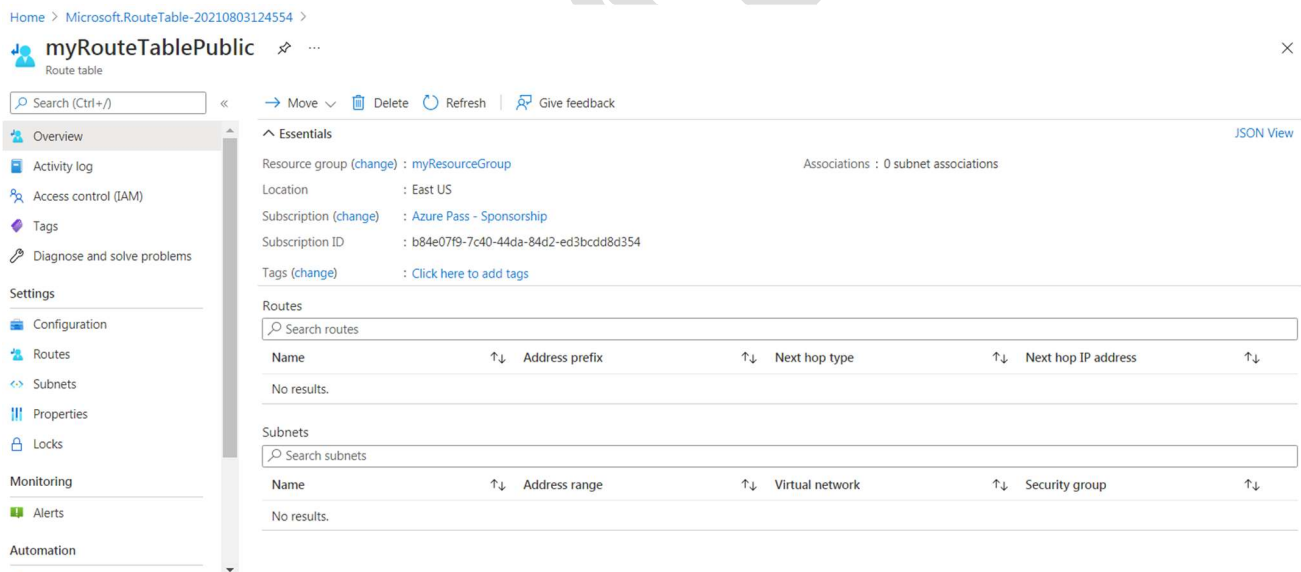 Home > Microsoft.RouteTable-20210803124554 >
myRouteTablePublic
Route table
Search (Ctrl+/)
Overview
Activity log
Access control (IAM)
Tags
Diagnose and solve problems
Settings
Configuration
Routes
Subnets
Properties
Locks
Monitoring
Alerts
Automation
Move Delete Refresh Give feedback
Essentials JSON View
Resource group (change) : myResourceGroup Associations : 0 subnet associations
Location : East US
Subscription (change) : Azure Pass - Sponsorship
Subscription ID : b84e07f9-7c40-44da-84d2-ed3bcdd8d354
Tags (change) : Click here to add tags
Routes
Search routes
Name Address prefix Next hop type Next hop IP address
No results.
Subnets
Search subnets
Name Address range Virtual network Security group
No results.